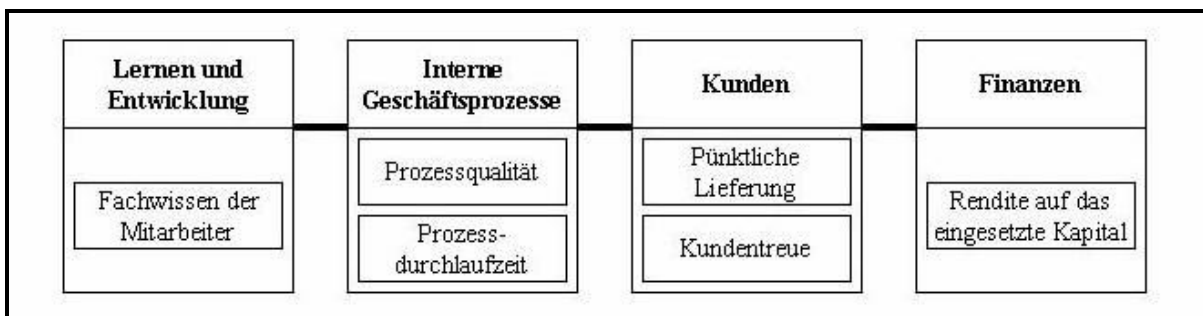 Lernen und
Entwicklung
Fachwissen der
Mitarbeiter
Interne
Geschäftsprozesse
Prozessqualität
Prozess-
durchlaufzeit
Kunden
Pünktliche
Lieferung
Kundentreue
Finanzen
Rendite auf das
eingesetzte Kapital